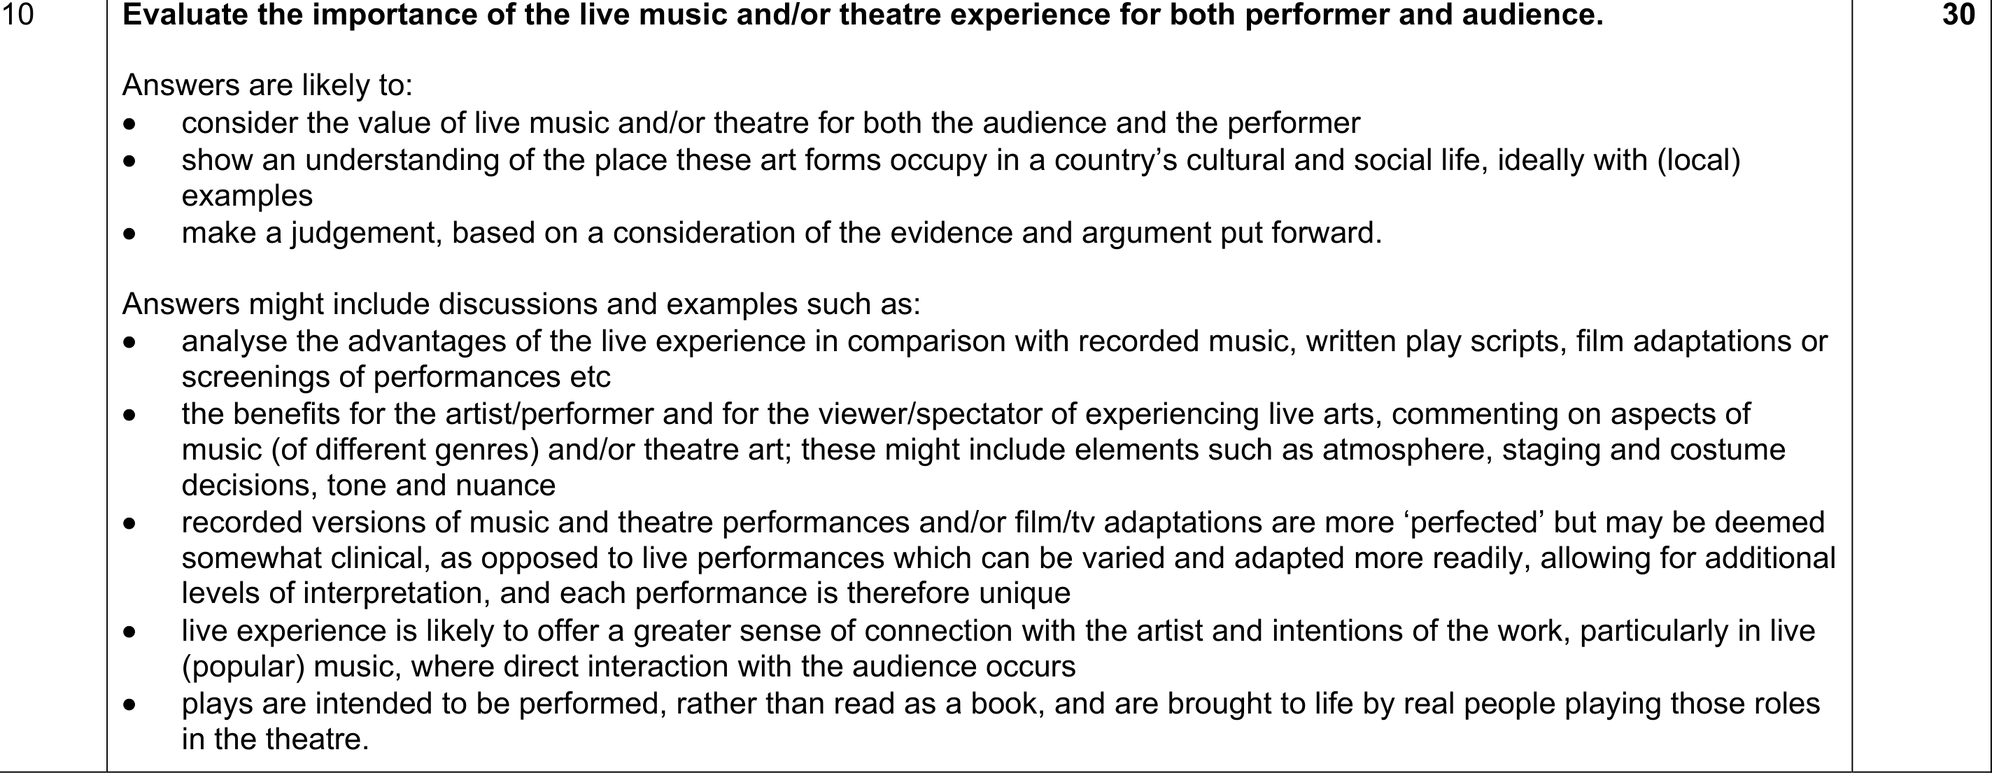 10 Evaluate the importance of the live music and/or theatre experience for both performer and audience. 30
Answers are likely to:
• consider the value of live music and/or theatre for both the audience and the performer
• show an understanding of the place these art forms occupy in a country’s cultural and social life, ideally with (local)
examples
• make a judgement, based on a consideration of the evidence and argument put forward.
Answers might include discussions and examples such as:
• analyse the advantages of the live experience in comparison with recorded music, written play scripts, film adaptations or
screenings of performances etc
• the benefits for the artist/performer and for the viewer/spectator of experiencing live arts, commenting on aspects of
music (of different genres) and/or theatre art; these might include elements such as atmosphere, staging and costume
decisions, tone and nuance
• recorded versions of music and theatre performances and/or film/tv adaptations are more ‘perfected’ but may be deemed
somewhat clinical, as opposed to live performances which can be varied and adapted more readily, allowing for additional
levels of interpretation, and each performance is therefore unique
• live experience is likely to offer a greater sense of connection with the artist and intentions of the work, particularly in live
(popular) music, where direct interaction with the audience occurs
• plays are intended to be performed, rather than read as a book, and are brought to life by real people playing those roles
in the theatre.